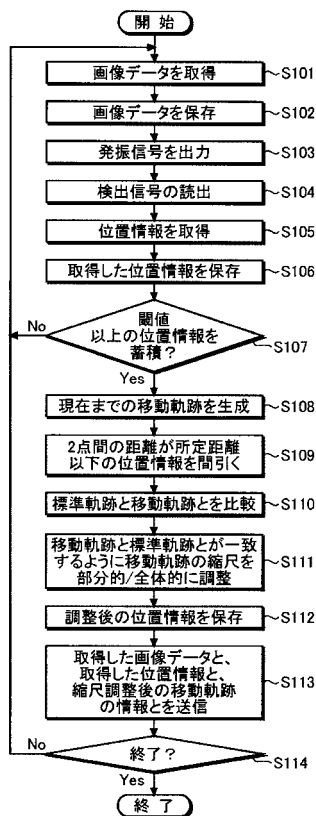 開 始
画像データを取得
S101
画像データを保存
S102
発振信号を出力
S103
検出信号の読出
S104
位置情報を取得
S105
取得した位置情報を保存
S106
No
閾値
以上の位置情報を
蓄積？
S107
Yes
現在までの移動軌跡を生成
S108
2点間の距離が所定距離
以下の位置情報を間引く
S109
標準軌跡と移動軌跡とを比較
S110
移動軌跡と標準軌跡とが一致
するように移動軌跡の縮尺を
部分的/全体的に調整
S111
調整後の位置情報を保存
S112
取得した画像データと、
取得した位置情報と、
縮尺調整後の移動軌跡
の情報とを送信
S113
No
終了？
S114
Yes
終 了